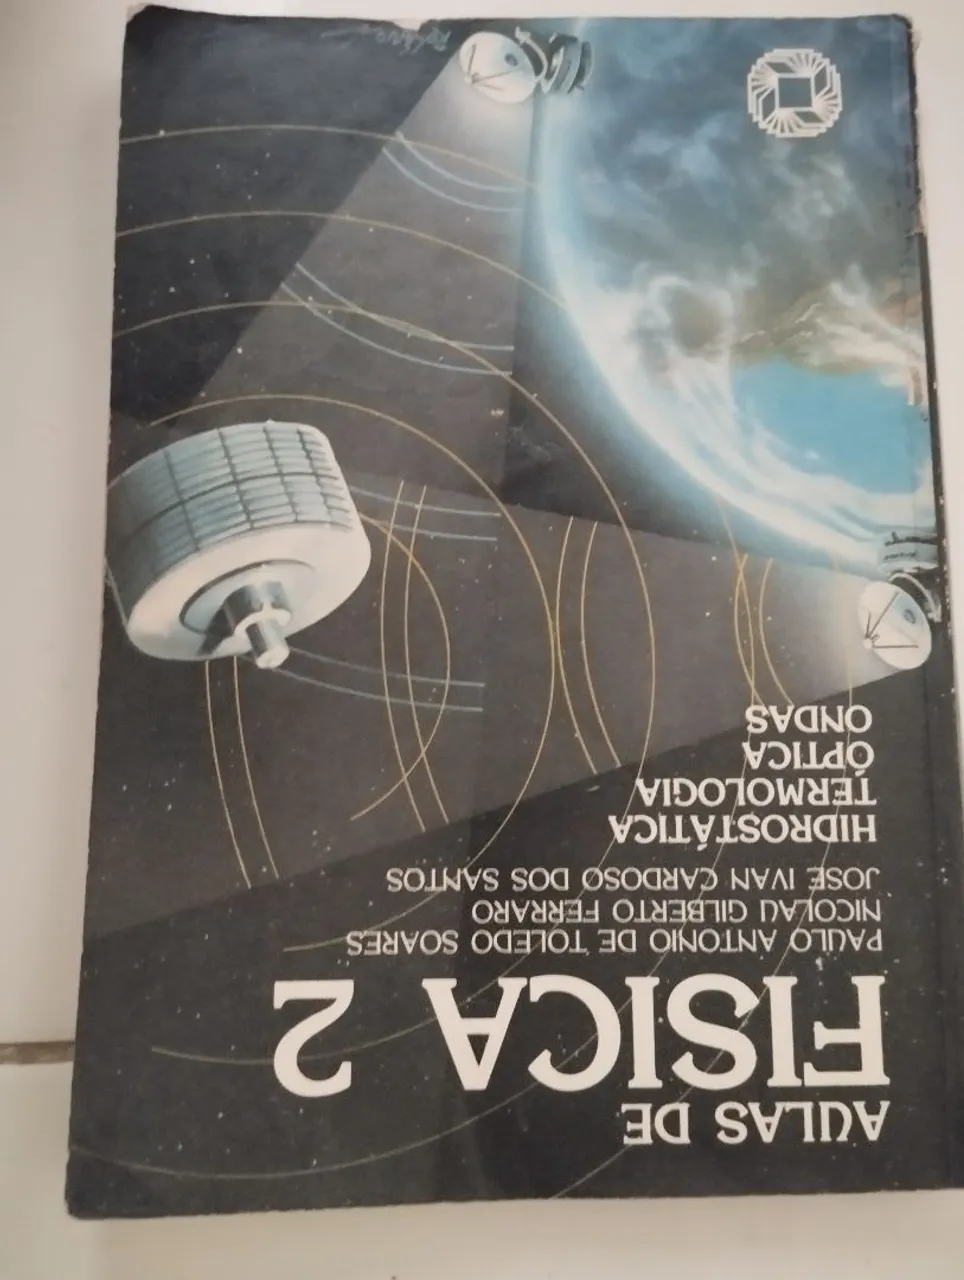 AULAS DE
FISICA 2
PAULO ANTONIO DE TOLEDO SOARES
NICOLAU GILBERTO FERRARO
JOSE IVAN CARDOSO DOS SANTOS
HIDROSTÁTICA
TERMOLOGIA
ÓPTICA
ONDAS